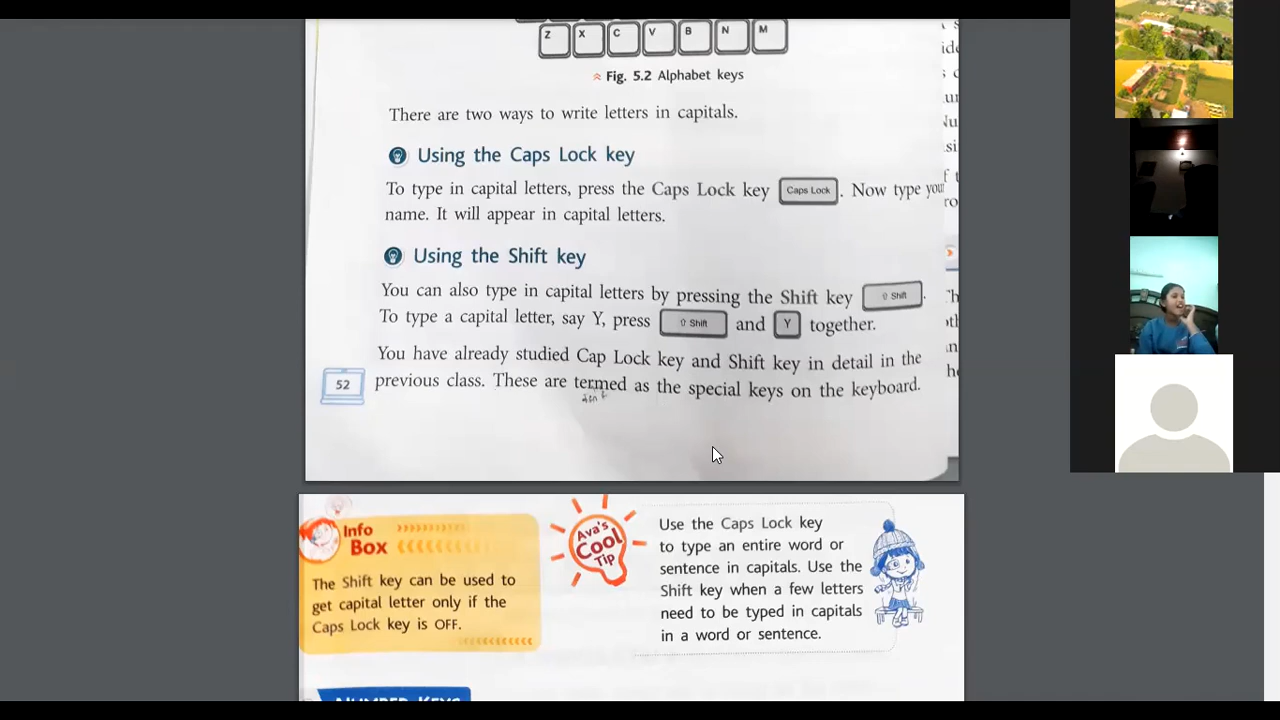 Z X C V B N M
Fig. 5.2 Alphabet keys
There are two ways to write letters in capitals.
Using the Caps Lock key
To type in capital letters, press the Caps Lock key Caps Lock . Now type your
name. It will appear in capital letters.
Using the Shift key
You can also type in capital letters by pressing the Shift key ⇧ Shift .
To type a capital letter, say Y, press ⇧ Shift and Y together.
You have already studied Cap Lock key and Shift key in detail in the
previous class. These are termed as the special keys on the keyboard.
52
Info
Box
The Shift key can be used to
get capital letter only if the
Caps Lock key is OFF.
Ava's
Cool
Tip
Use the Caps Lock key
to type an entire word or
sentence in capitals. Use the
Shift key when a few letters
need to be typed in capitals
in a word or sentence.
NUMBER KEYS